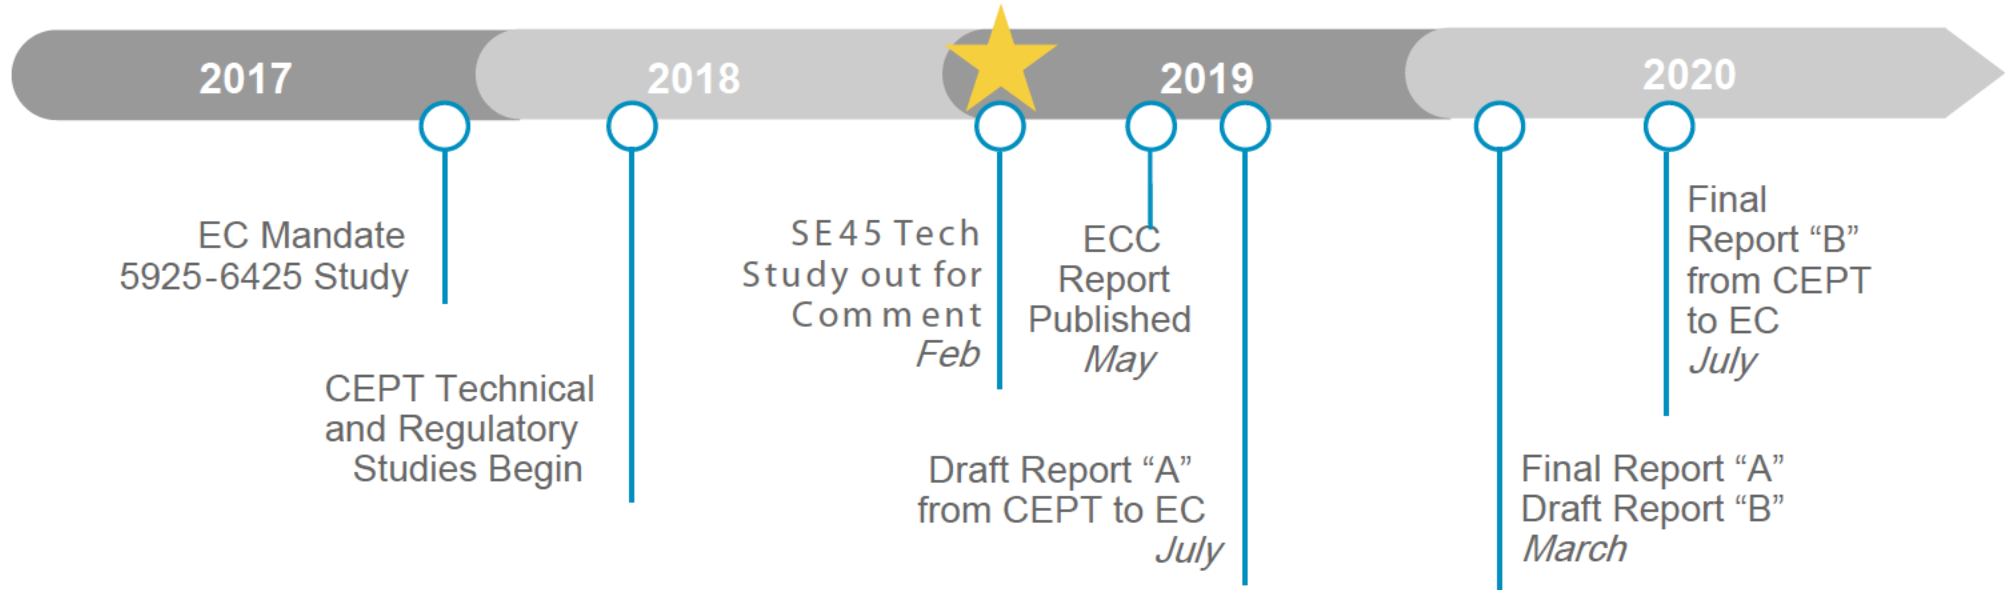 2017
2018
2019
2020
EC Mandate
5925-6425 Study
CEPT Technical
and Regulatory
Studies Begin
SE45 Tech
Study out for
Comment
Feb
ECC
Report
Published
May
Draft Report “A”
from CEPT to EC
July
Final Report “A”
Draft Report “B”
March
Final
Report “B”
from CEPT
to EC
July